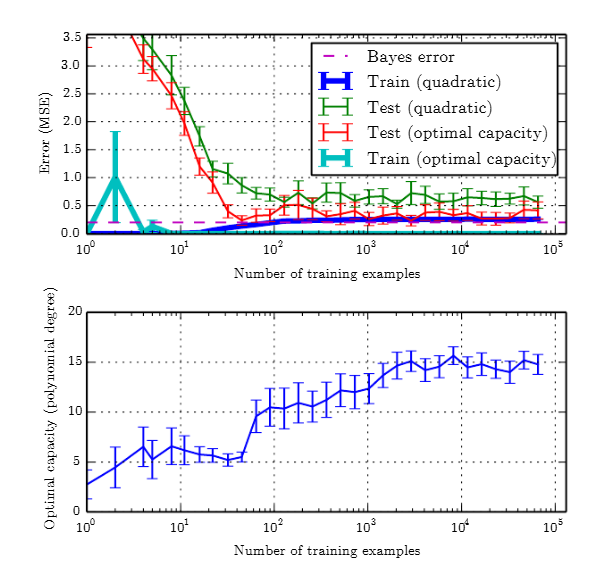 3.5
3.0
2.5
2.0
1.5
1.0
0.5
0.0
Error (MSE)
Bayes error
Train (quadratic)
Test (quadratic)
Test (optimal capacity)
Train (optimal capacity)
10^0 10^1 10^2 10^3 10^4 10^5
Number of training examples
20
15
10
5
0
Optimal capacity (polynomial degree)
10^0 10^1 10^2 10^3 10^4 10^5
Number of training examples